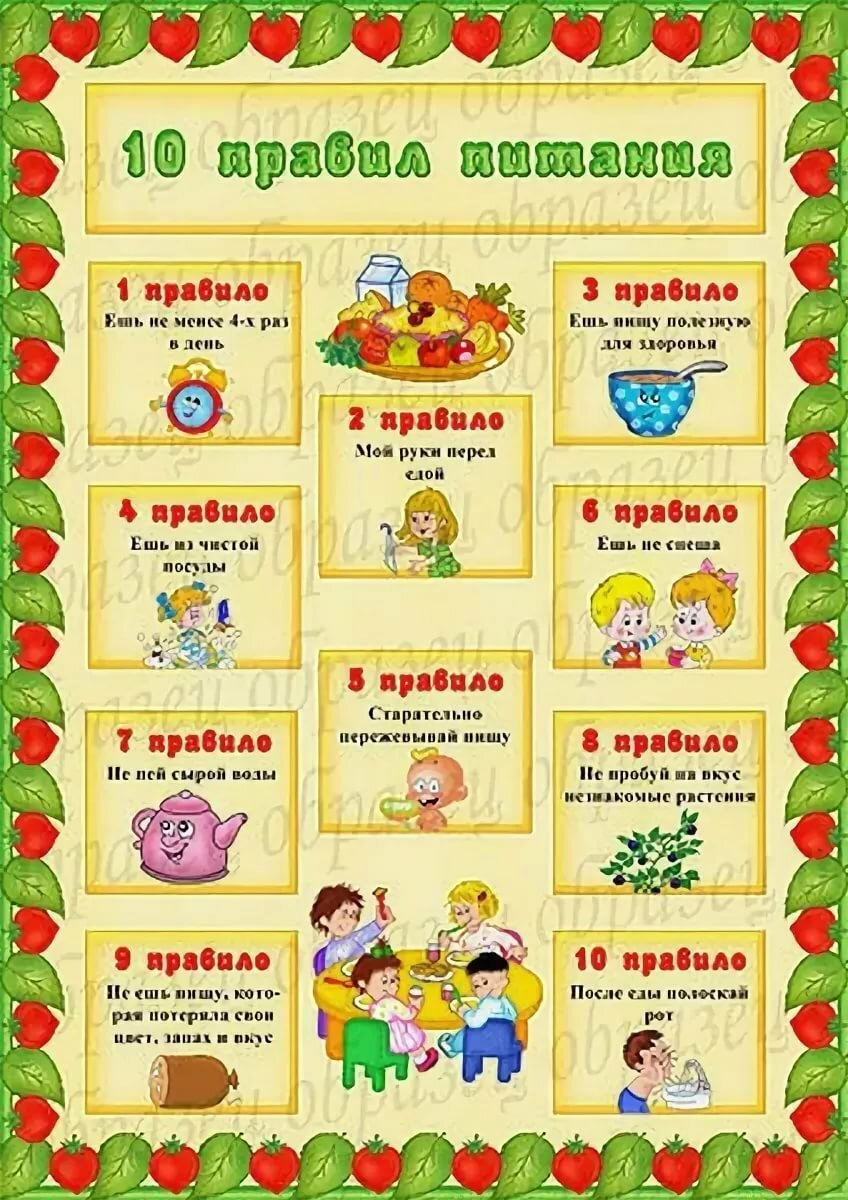 10 правил питания
1 правило
Ешь не менее 4-х раз
в день
2 правило
Мой руки перед
едой
3 правило
Ешь пищу полезную
для здоровья
4 правило
Ешь из чистой
посуды
5 правило
Старательно
пережевывай пищу
6 правило
Ешь не спеша
7 правило
Не пей сырой воды
8 правило
Не пробуй на вкус
незнакомые растения
9 правило
Не ешь пищу, кото-
рая потеряла свои
цвет, запах и вкус
10 правило
После еды полоскай
рот
образец